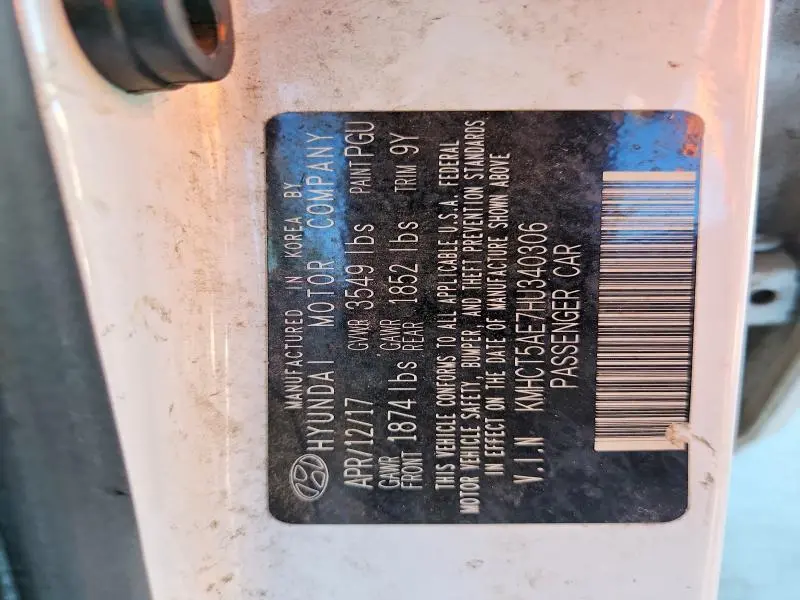 MANUFACTURED IN KOREA BY
HYUNDAI MOTOR COMPANY
APR/12/17 GVWR 3549 lbs PAINT PGU
GAWR FRONT 1874 lbs GAWR REAR 1852 lbs TRIM 9Y
THIS VEHICLE CONFORMS TO ALL APPLICABLE U.S.A. FEDERAL
MOTOR VEHICLE SAFETY, BUMPER, AND THEFT PREVENTION STANDARDS
IN EFFECT ON THE DATE OF MANUFACTURE SHOWN ABOVE
V.I.N KMHCT5AE7HU340306
PASSENGER CAR